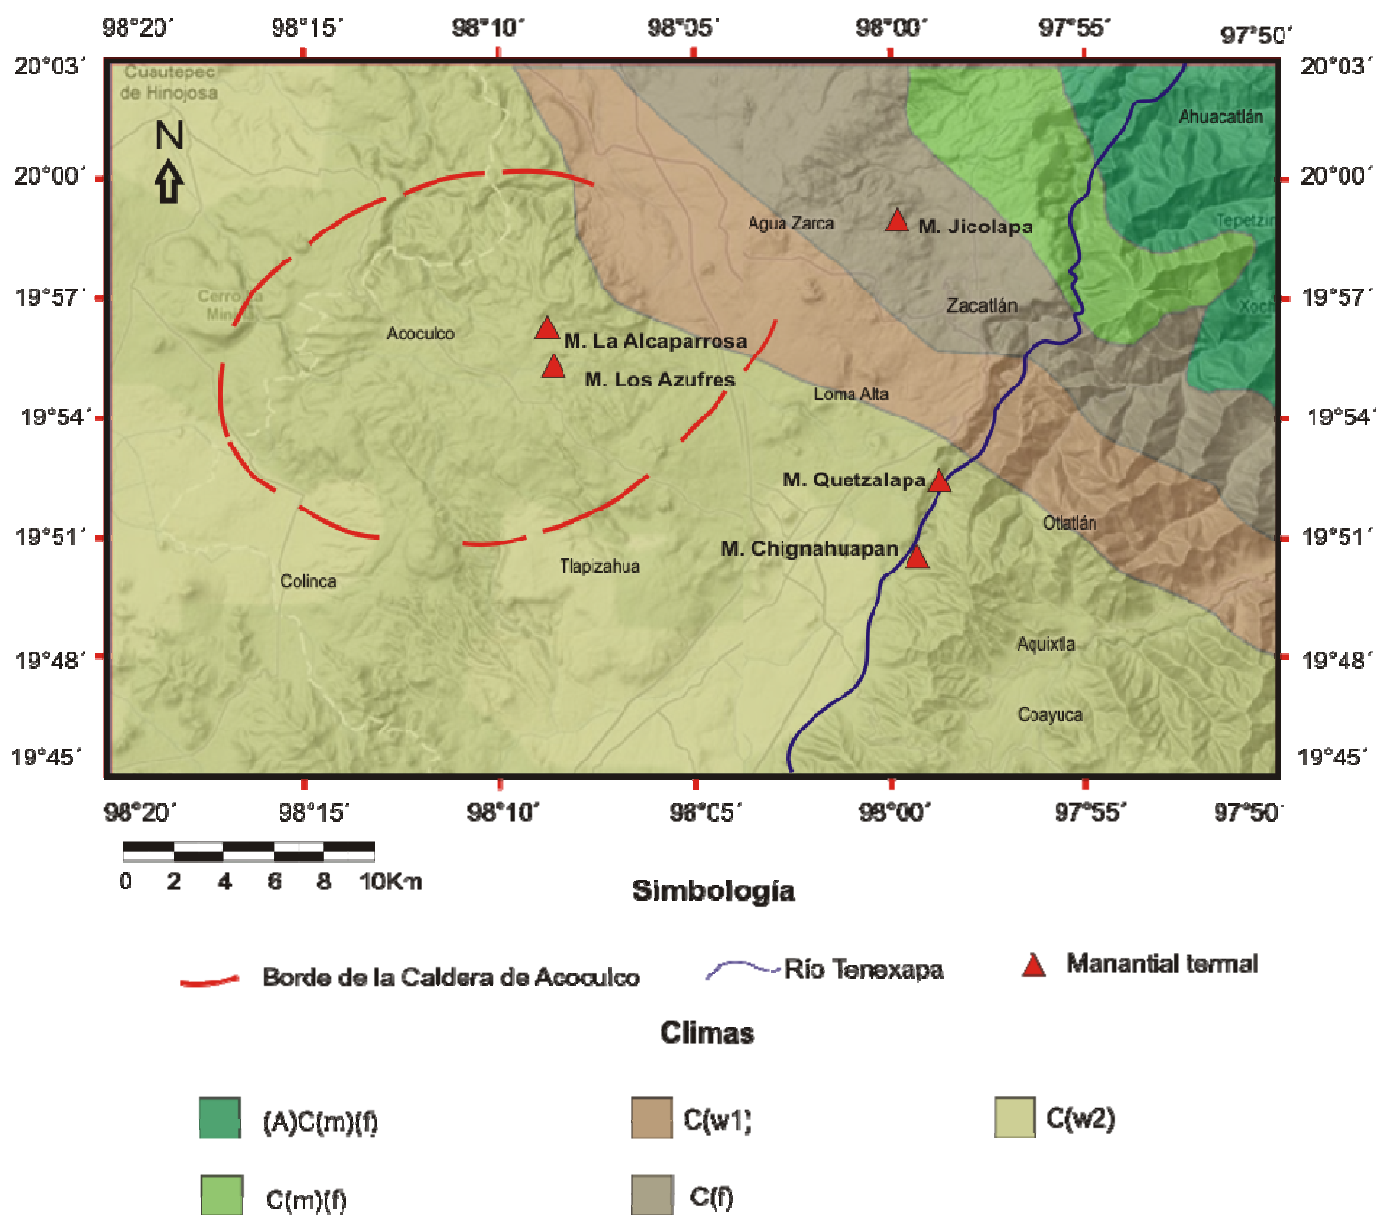 98°20´ 98°15´ 98°10´ 98°05´ 98°00´ 97°55´ 97°50´
20°03´ 20°03´
Cuautepec
de Hinojosa
Ahuacatlán
N
20°00´ 20°00´
Agua Zarca
M. Jicolapa
19°57´ 19°57´
Zacatlán
Acoculco
M. La Alcaparrosa
M. Los Azufres
Loma Alta
19°54´ 19°54´
M. Quetzalapa
Otlatlán
19°51´ 19°51´
M. Chignahuapan
Tlapizahua
Colinca
Aquixtla
19°48´ 19°48´
Coayuca
19°45´ 19°45´
98°20´ 98°15´ 98°10´ 98°05´ 98°00´ 97°55´ 97°50´
0 2 4 6 8 10Km
Simbología
Borde de la Caldera de Acoculco
Río Tenexapa
Manantial termal
Climas
(A)C(m)(f)
C(w1)
C(w2)
C(m)(f)
C(f)